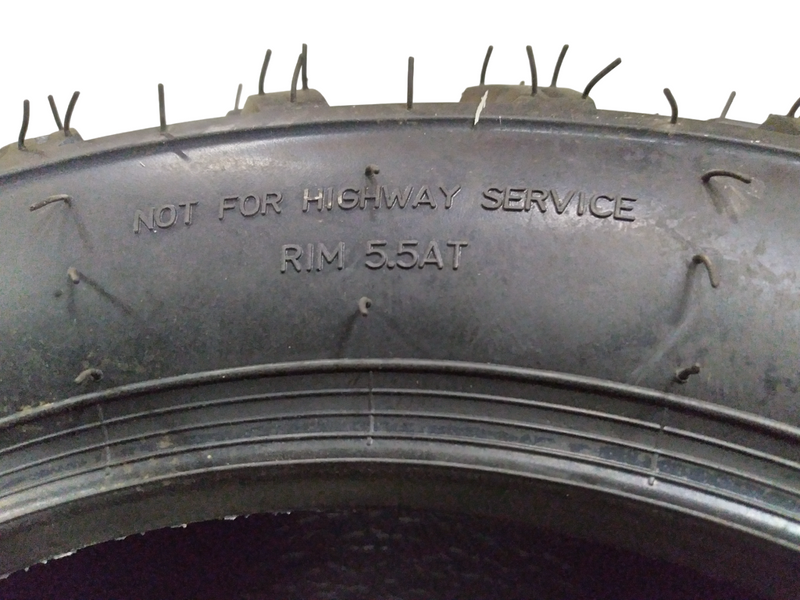 NOT FOR HIGHWAY SERVICE
RIM 5.5AT